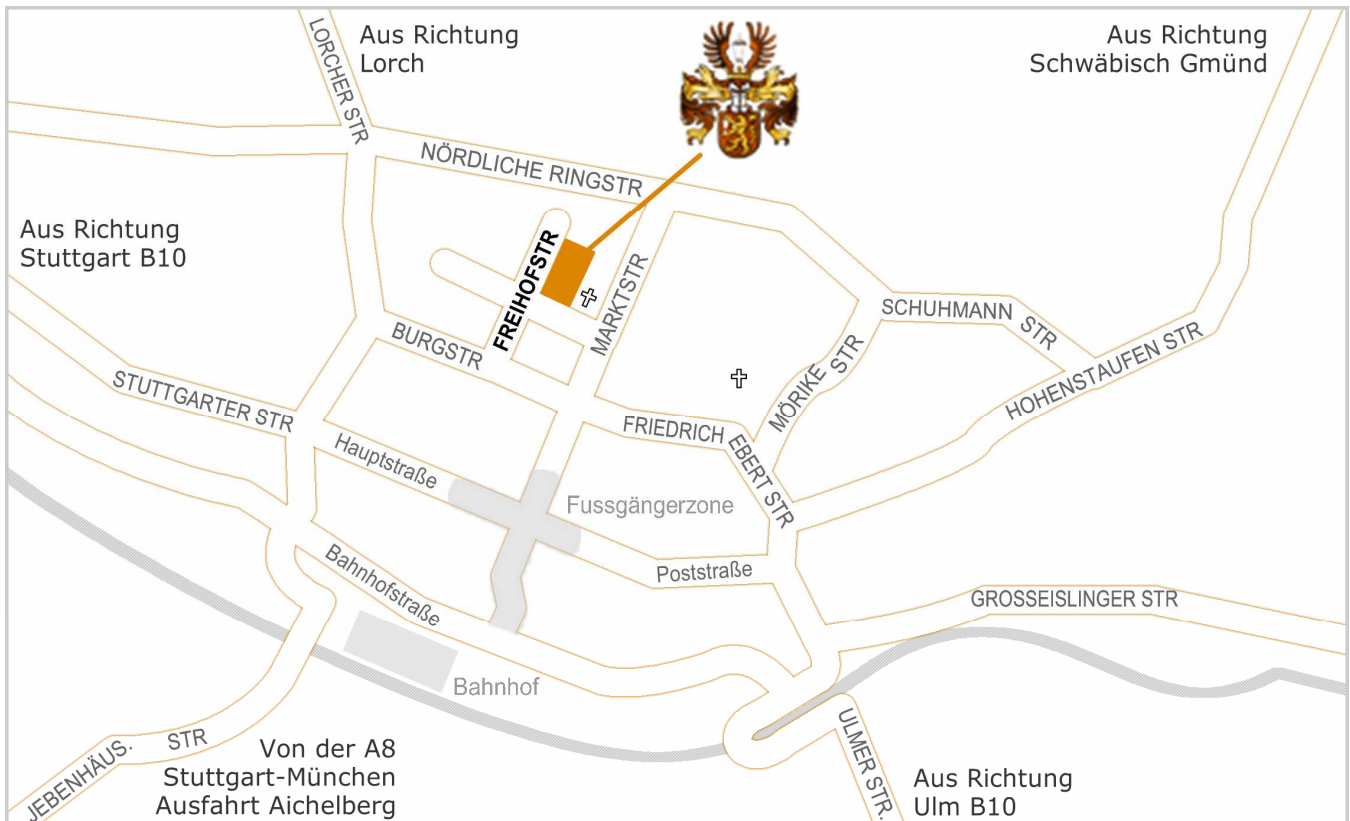 Aus Richtung
Lorch
Aus Richtung
Schwäbisch Gmünd
LORCHER STR
NÖRDLICHE RINGSTR
Aus Richtung
Stuttgart B10
FREIHOFSTR
MARKTSTR
BURGSTR
SCHUHMANN STR
MÖRIKE STR
HOHENSTAUFEN STR
STUTTGARTER STR
FRIEDRICH EBERT STR
Hauptstraße
Fussgängerzone
Bahnhofstraße
Poststraße
GROSSEISLINGER STR
Bahnhof
JEBENHÄUS. STR
Von der A8
Stuttgart-München
Ausfahrt Aichelberg
ULMER STR.
Aus Richtung
Ulm B10